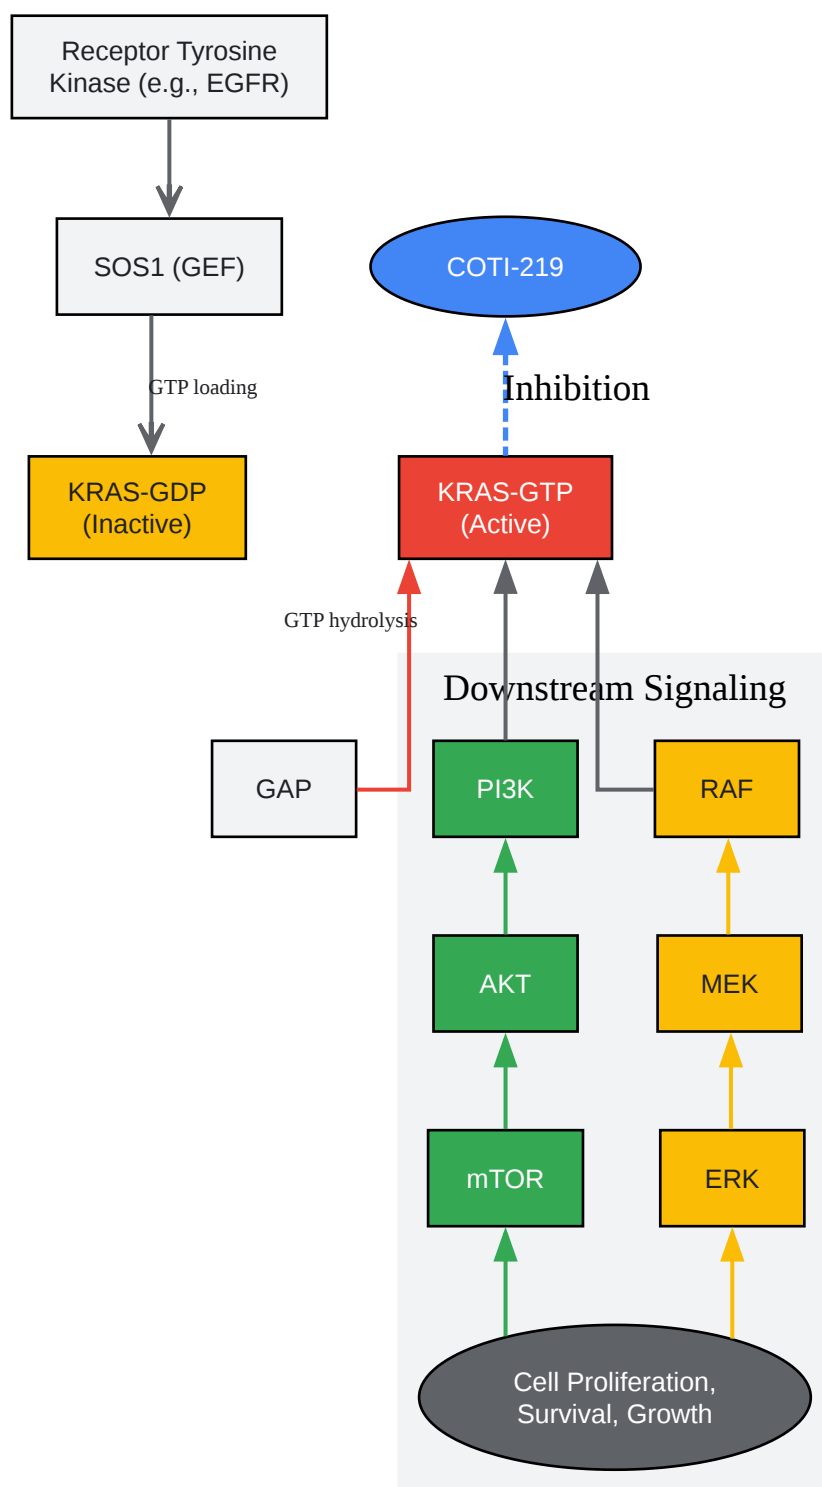 Receptor Tyrosine
Kinase (e.g., EGFR)
SOS1 (GEF)
COTI-219
GTP loading
Inhibition
KRAS-GDP
(Inactive)
KRAS-GTP
(Active)
GTP hydrolysis
Downstream Signaling
GAP
PI3K
RAF
AKT
MEK
mTOR
ERK
Cell Proliferation,
Survival, Growth